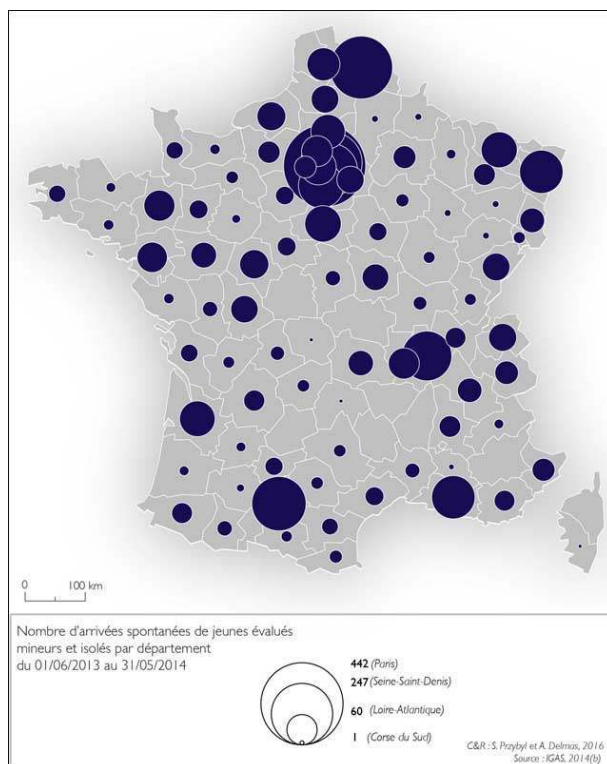 0 100 km
Nombre d'arrivées spontanées de jeunes évalués
mineurs et isolés par département
du 01/06/2013 au 31/05/2014
442 (Paris)
247 (Seine-Saint-Denis)
60 (Loire-Atlantique)
1 (Corse du Sud)
C&R : S. Przybyl et A. Delmas, 2016
Source : IGAS, 2014(b)